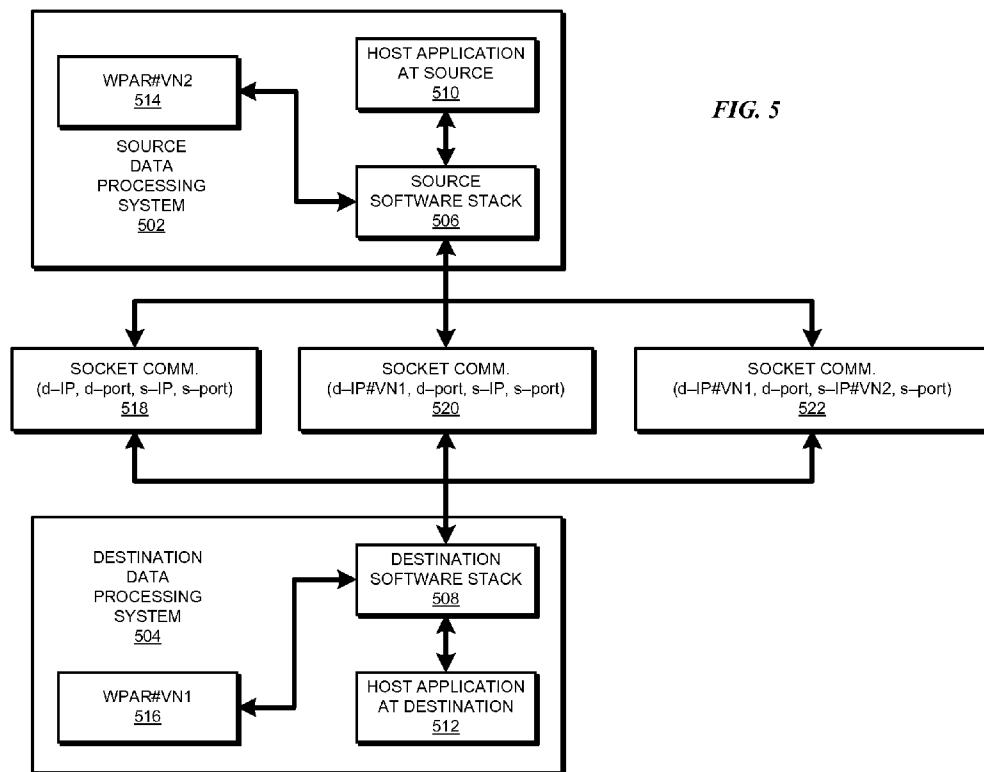 WPAR#VN2
514
HOST APPLICATION
AT SOURCE
510
FIG. 5
SOURCE
DATA
PROCESSING
SYSTEM
502
SOURCE
SOFTWARE STACK
506
SOCKET COMM.
(d–IP, d–port, s–IP, s–port)
518
SOCKET COMM.
(d–IP#VN1, d–port, s–IP, s–port)
520
SOCKET COMM.
(d–IP#VN1, d–port, s–IP#VN2, s–port)
522
DESTINATION
DATA
PROCESSING
SYSTEM
504
DESTINATION
SOFTWARE STACK
508
WPAR#VN1
516
HOST APPLICATION
AT DESTINATION
512